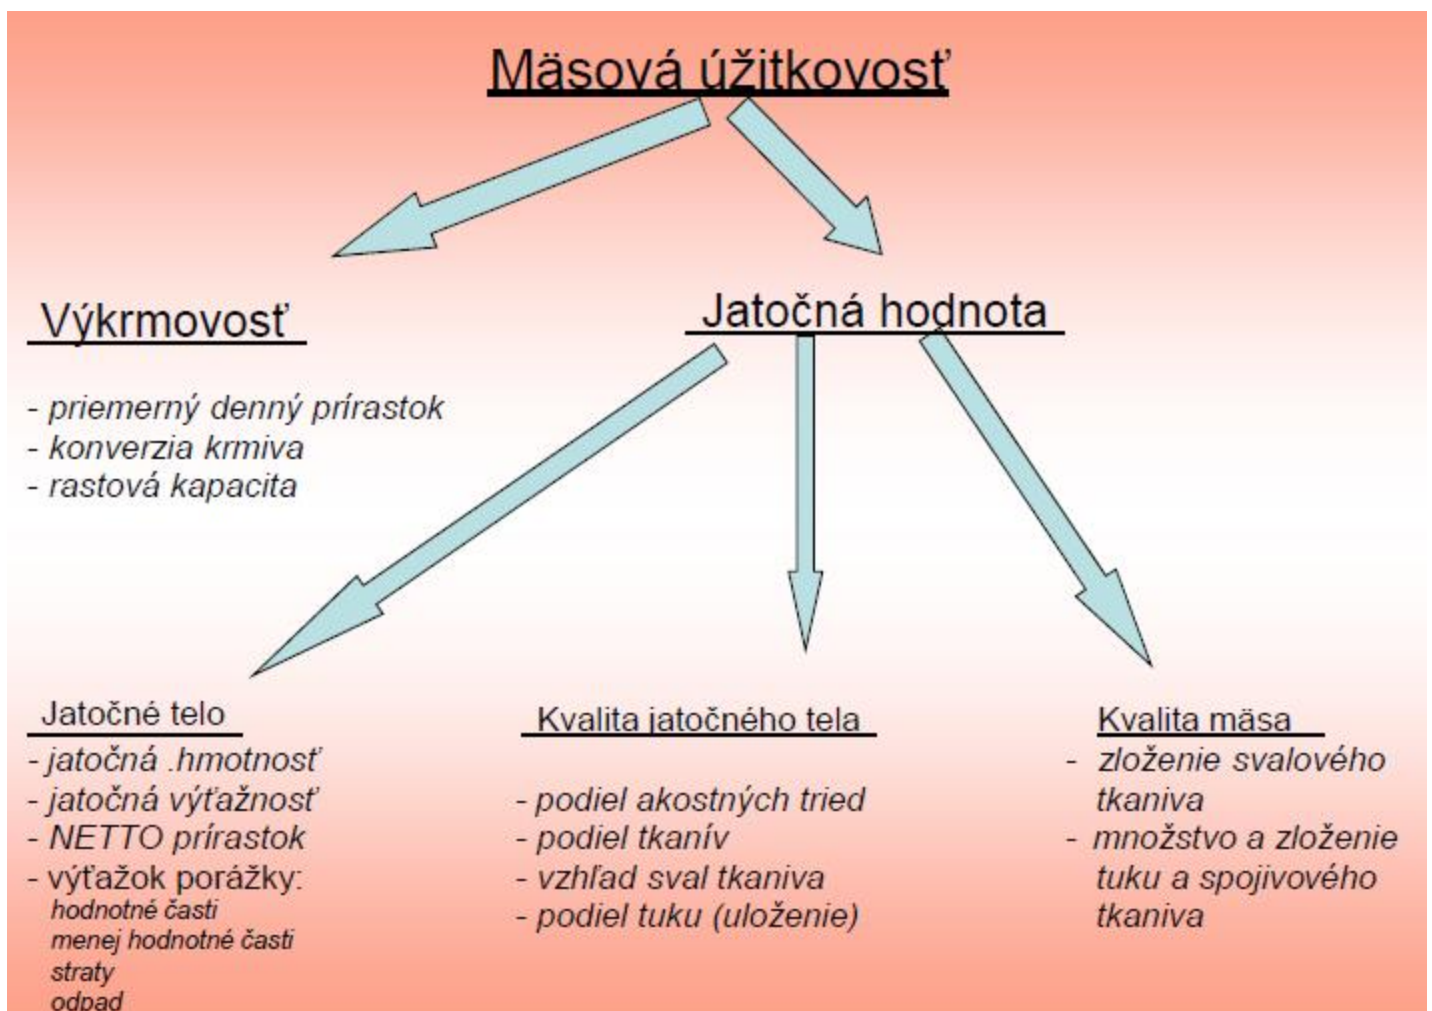 Mäsová úžitkovosť
Výkrmovosť
- priemerný denný prírastok
- konverzia krmiva
- rastová kapacita
Jatočná hodnota
Jatočné telo
- jatočná .hmotnosť
- jatočná výťažnosť
- NETTO prírastok
- výťažok porážky:
hodnotné časti
menej hodnotné časti
straty
odpad
Kvalita jatočného tela
- podiel akostných tried
- podiel tkanív
- vzhľad sval tkaniva
- podiel tuku (uloženie)
Kvalita mäsa
- zloženie svalového
tkaniva
- množstvo a zloženie
tuku a spojivového
tkaniva